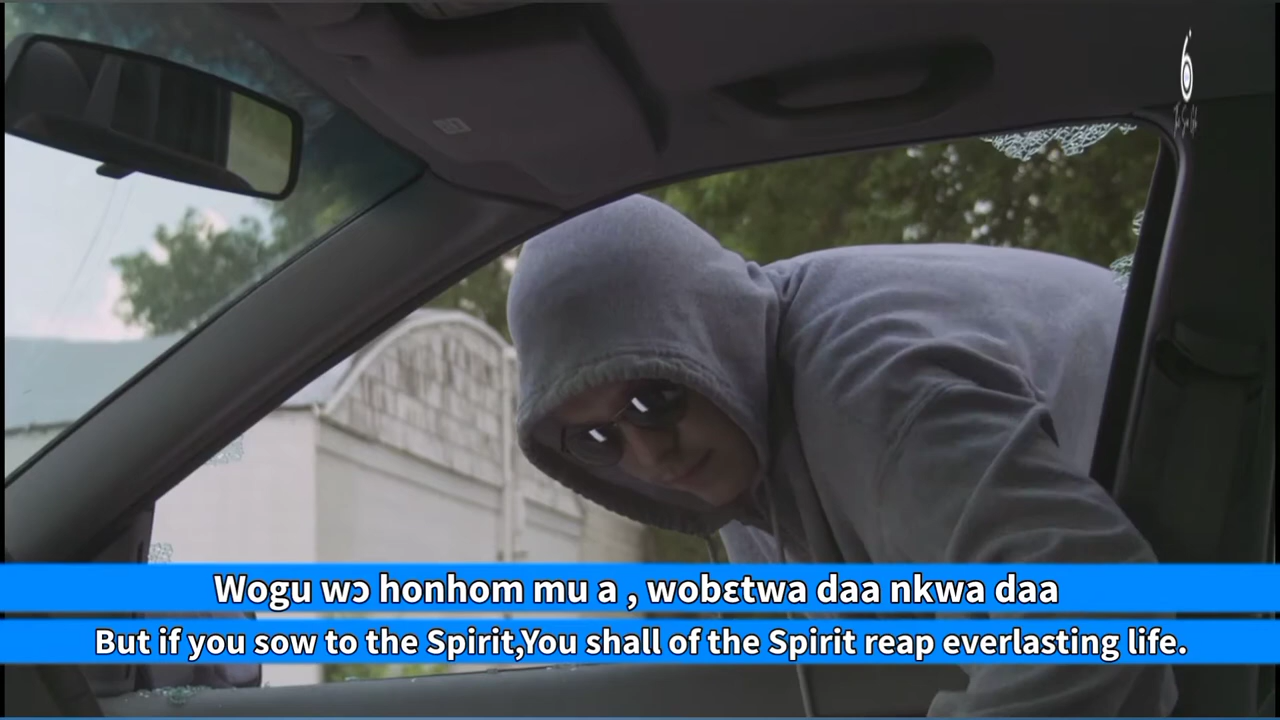 Wogu wɔ honhom mu a , wobɛtwa daa nkwa daa
But if you sow to the Spirit,You shall of the Spirit reap everlasting life.